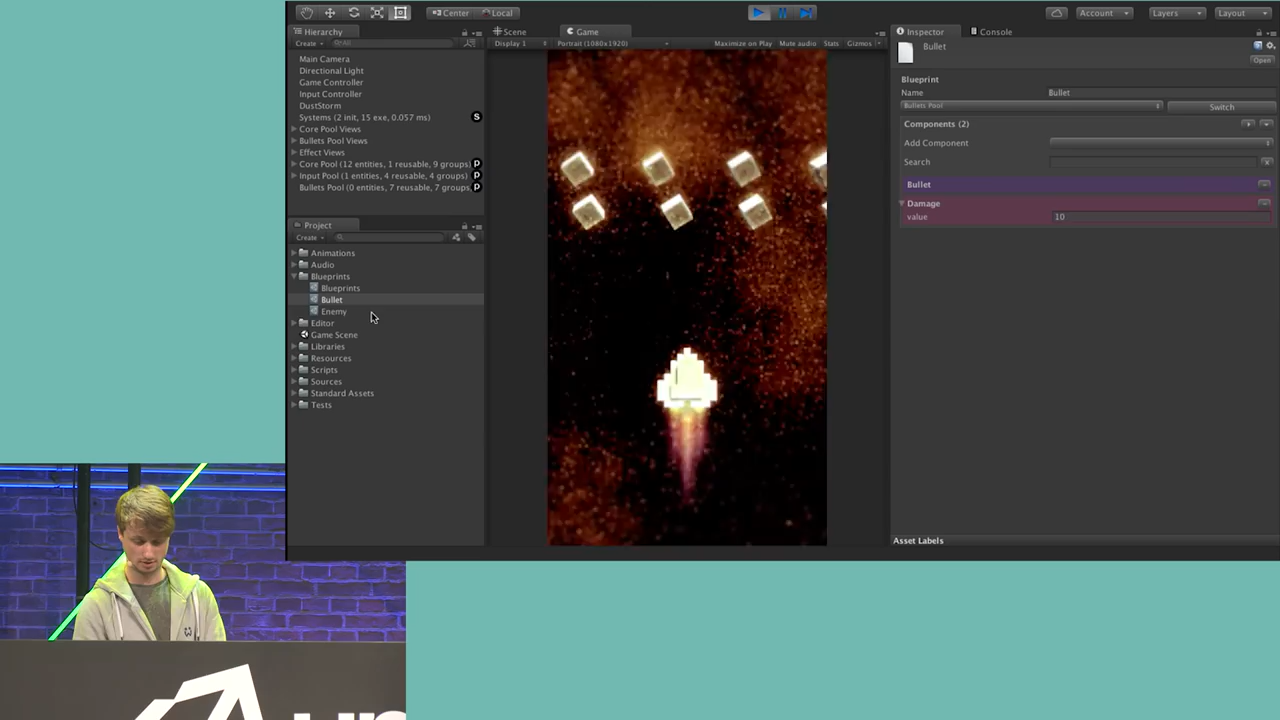 Center
Local
Account
Layers
Layout
Hierarchy
Create
All
Main Camera
Directional Light
Game Controller
Input Controller
DustStorm
Systems (2 init, 15 exe, 0.057 ms)
S
Core Pool Views
Bullets Pool Views
Effect Views
Core Pool (12 entities, 1 reusable, 9 groups)
P
Input Pool (1 entities, 4 reusable, 4 groups)
P
Bullets Pool (0 entities, 7 reusable, 7 groups,
P
Project
Create
Animations
Audio
Blueprints
Blueprints
Bullet
Enemy
Editor
Game Scene
Libraries
Resources
Scripts
Sources
Standard Assets
Tests
Scene
Game
Display 1
Portrait (1080x1920)
Maximize on Play
Mute audio
Stats
Gizmos
Inspector
Console
Bullet
Open
Blueprint
Name
Bullet
Bullets Pool
Switch
Components (2)
Add Component
Search
x
Bullet
Damage
value
10
Asset Labels